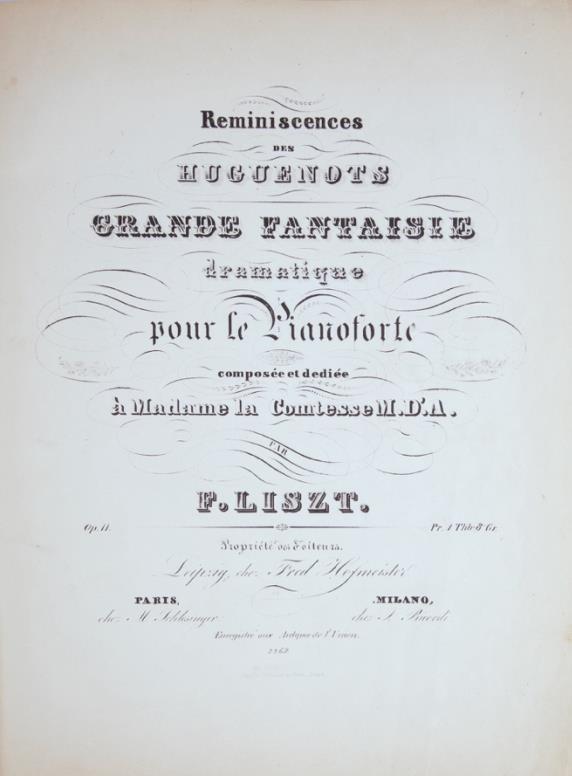 Reminiscences
DES
HUGUENOTS
GRANDE FANTAISIE
dramatique
pour le Pianoforte
composée et dediée
à Madame la Comtesse M. D'A.
PAR
F. LISZT.
Op. 11. Pr. 1 Thlr 8 Gr.
Propriété des Editeurs.
Leipzig, chez Fred Hofmeister
PARIS, MILANO,
chez M. Schlesinger chez J. Ricordi
Enregistré aux Archives de l'Union.